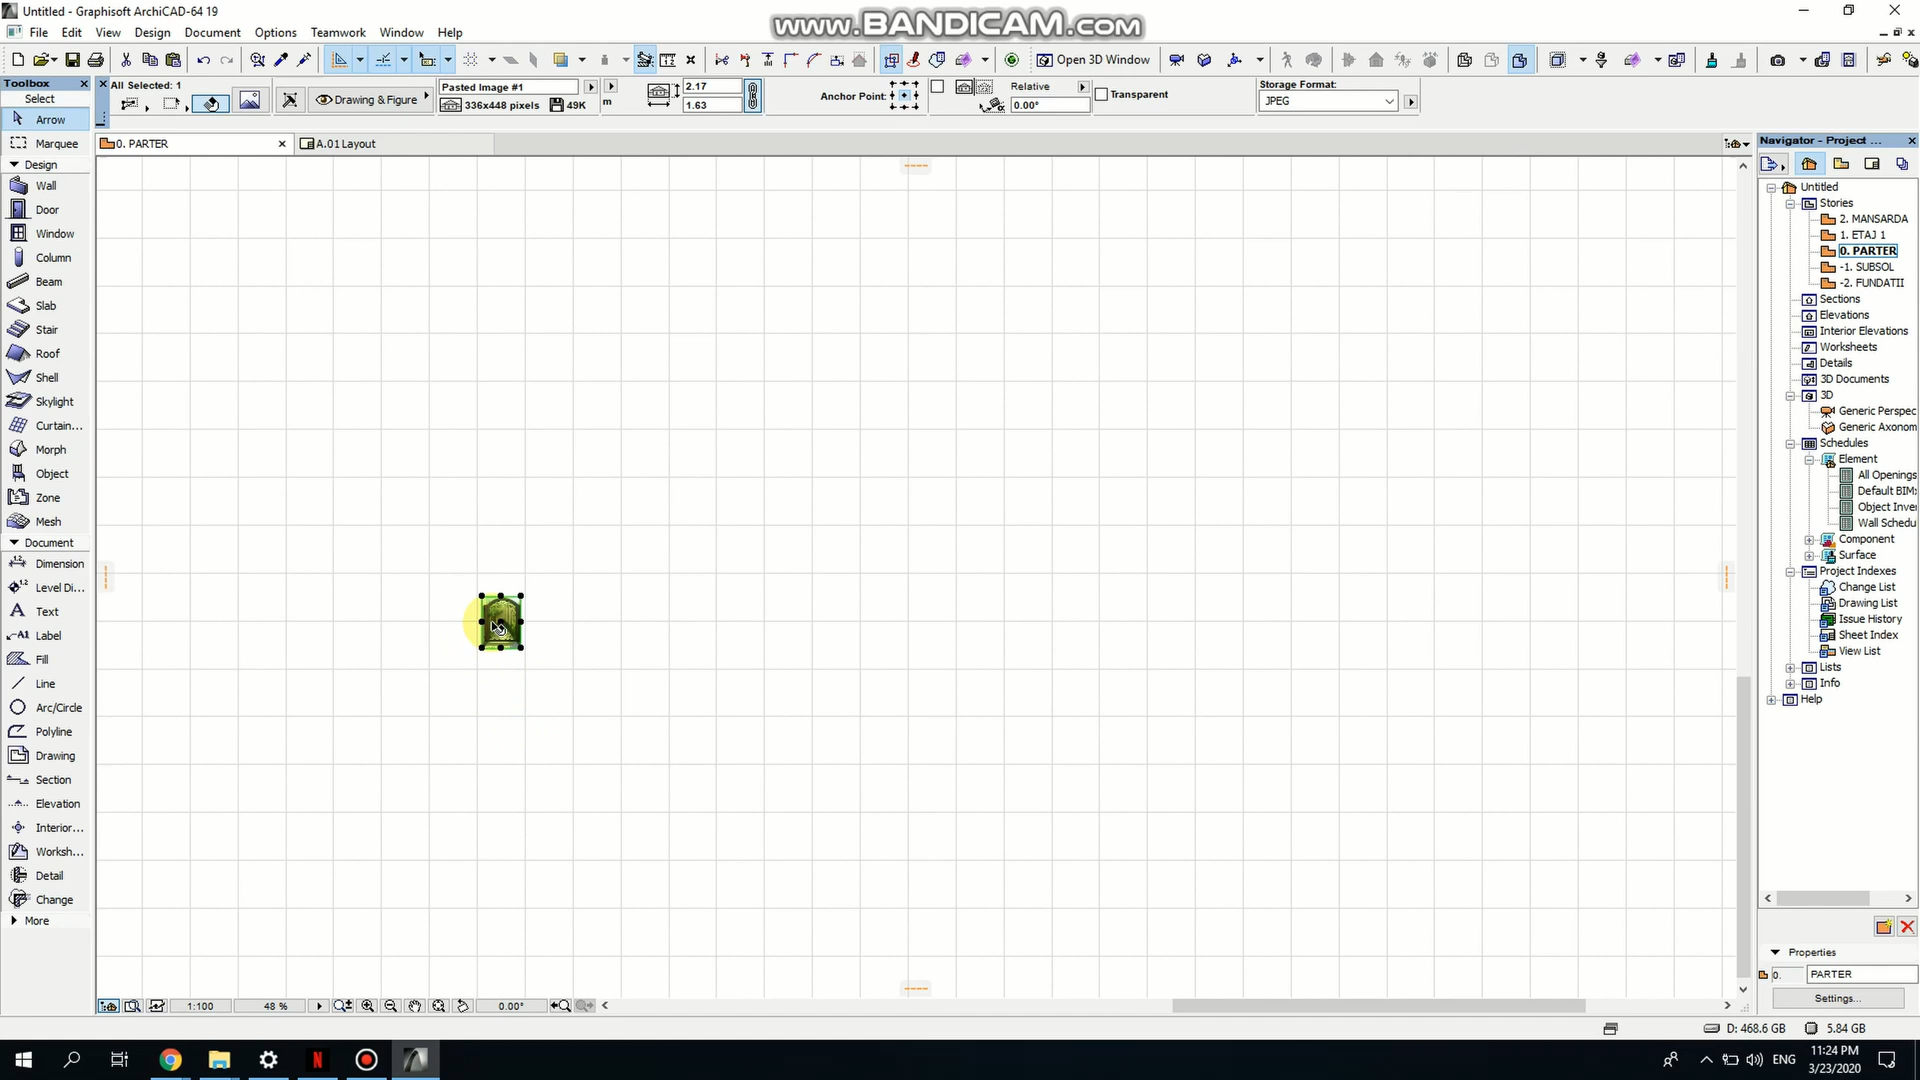 Untitled - Graphisoft ArchiCAD-64 19
www.BANDICAM.com
File Edit View Design Document Options Teamwork Window Help
Open 3D Window
Toolbox
Select
Arrow
Marquee
Design
Wall
Door
Window
Column
Beam
Slab
Stair
Roof
Shell
Skylight
Curtain...
Morph
Object
Zone
Mesh
Document
Dimension
Level Di...
Text
Label
Fill
Line
Arc/Circle
Polyline
Drawing
Section
Elevation
Interior...
Worksh...
Detail
Change
More
All Selected: 1
Drawing & Figure
Pasted Image #1
336x448 pixels 49K
m
2.17
1.63
Anchor Point:
Relative
0.00°
Transparent
Storage Format:
JPEG
0. PARTER
A.01 Layout
Navigator - Project ...
Untitled
Stories
2. MANSARDA
1. ETAJ 1
0. PARTER
-1. SUBSOL
-2. FUNDATII
Sections
Elevations
Interior Elevations
Worksheets
Details
3D Documents
3D
Generic Perspec
Generic Axonom
Schedules
Element
All Openings
Default BIM
Object Inve
Wall Schedu
Component
Surface
Project Indexes
Change List
Drawing List
Issue History
Sheet Index
View List
Lists
Info
Help
Properties
0. PARTER
Settings...
1:100 48 % 0.00°
D: 468.6 GB 5.84 GB
ENG
11:24 PM
3/23/2020